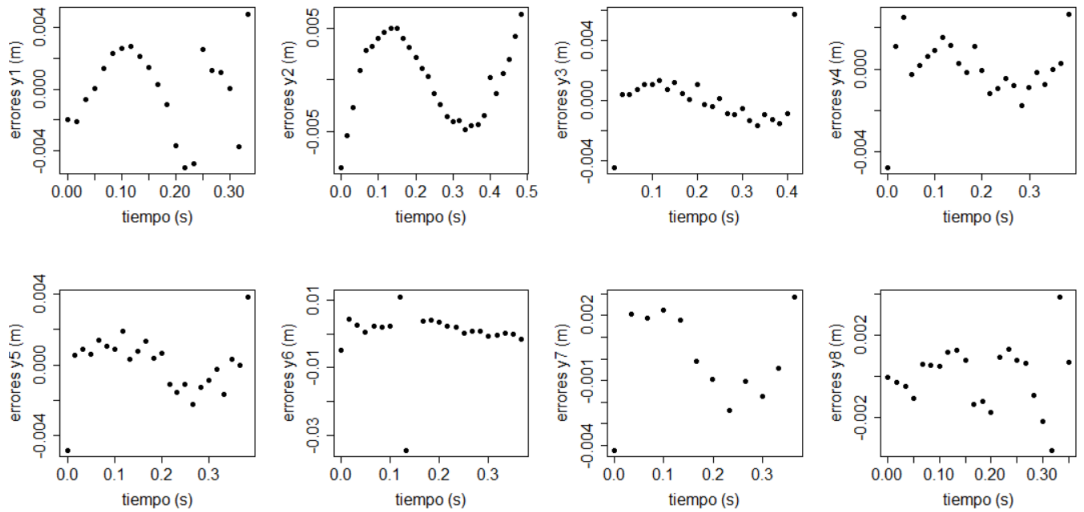 errores y1 (m)
-0.004 0.000 0.004
0.00 0.10 0.20 0.30
tiempo (s)
errores y2 (m)
-0.005 0.005
0.0 0.1 0.2 0.3 0.4 0.5
tiempo (s)
errores y3 (m)
-0.004 0.000 0.004
0.1 0.2 0.3 0.4
tiempo (s)
errores y4 (m)
-0.004 0.000
0.0 0.1 0.2 0.3
tiempo (s)
errores y5 (m)
-0.004 0.000 0.004
0.0 0.1 0.2 0.3
tiempo (s)
errores y6 (m)
-0.03 -0.01 0.01
0.0 0.1 0.2 0.3
tiempo (s)
errores y7 (m)
-0.004 -0.001 0.002
0.0 0.1 0.2 0.3
tiempo (s)
errores y8 (m)
-0.002 0.002
0.00 0.10 0.20 0.30
tiempo (s)